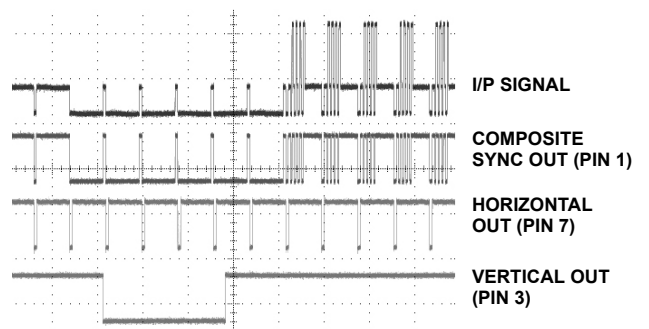 I/P SIGNAL
COMPOSITE
SYNC OUT (PIN 1)
HORIZONTAL
OUT (PIN 7)
VERTICAL OUT
(PIN 3)